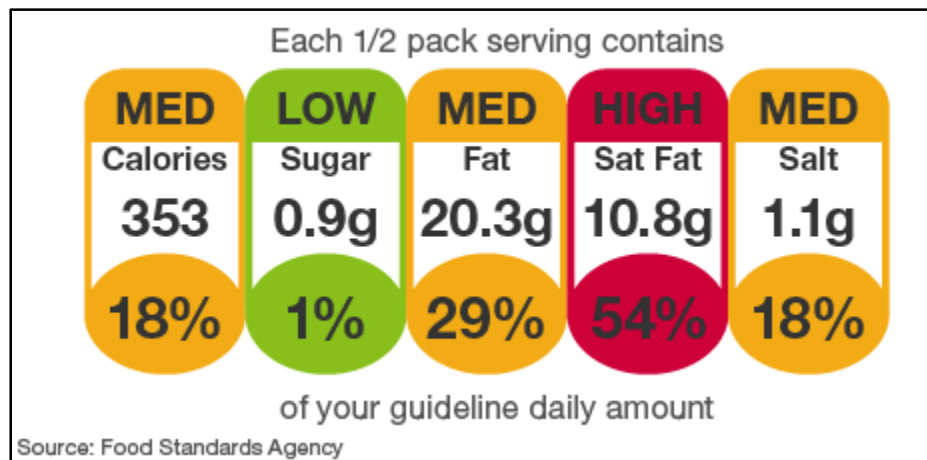 Each 1/2 pack serving contains
MED LOW MED HIGH MED
Calories Sugar Fat Sat Fat Salt
353 0.9g 20.3g 10.8g 1.1g
18% 1% 29% 54% 18%
of your guideline daily amount
Source: Food Standards Agency